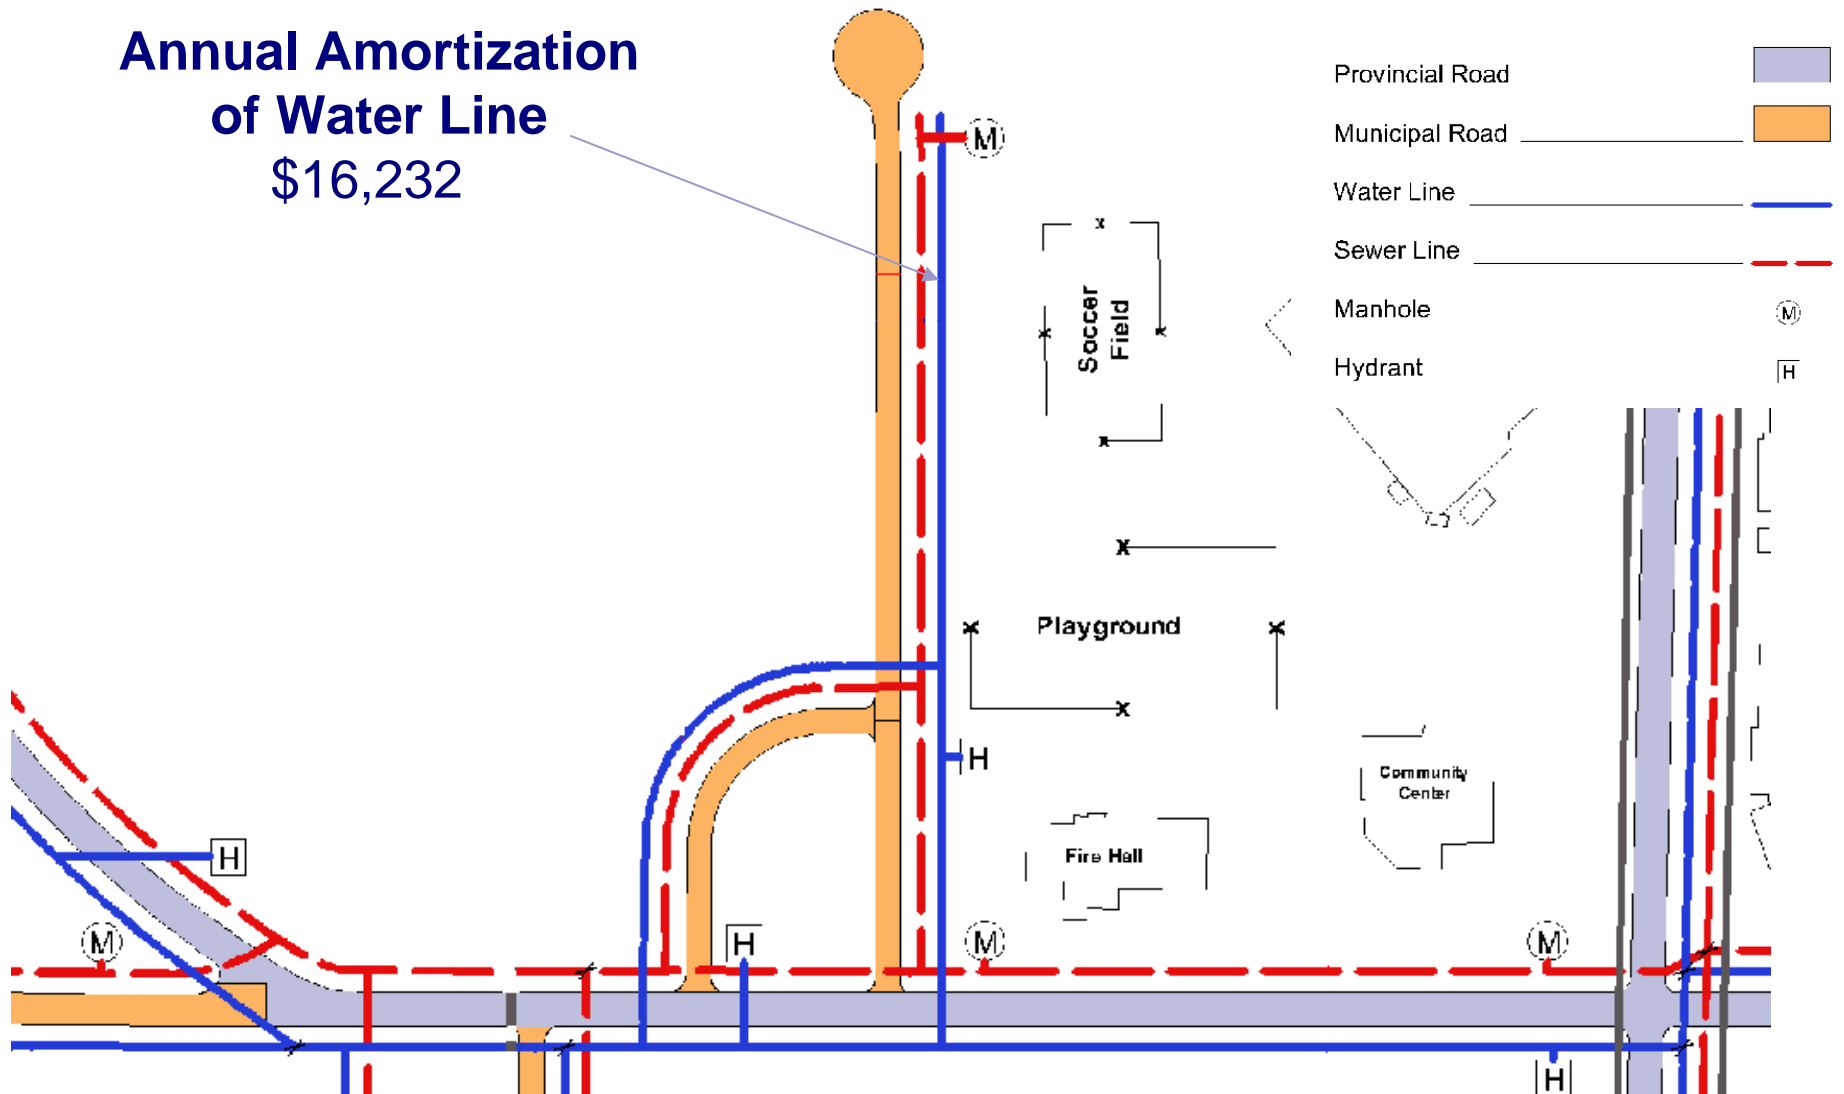 Annual Amortization
of Water Line
$16,232
Provincial Road
Municipal Road
Water Line
Sewer Line
Manhole
M
Hydrant
H
M
Soccer
Field
Playground
H
Community
Center
Fire Hall
H
M
H
M
M
H